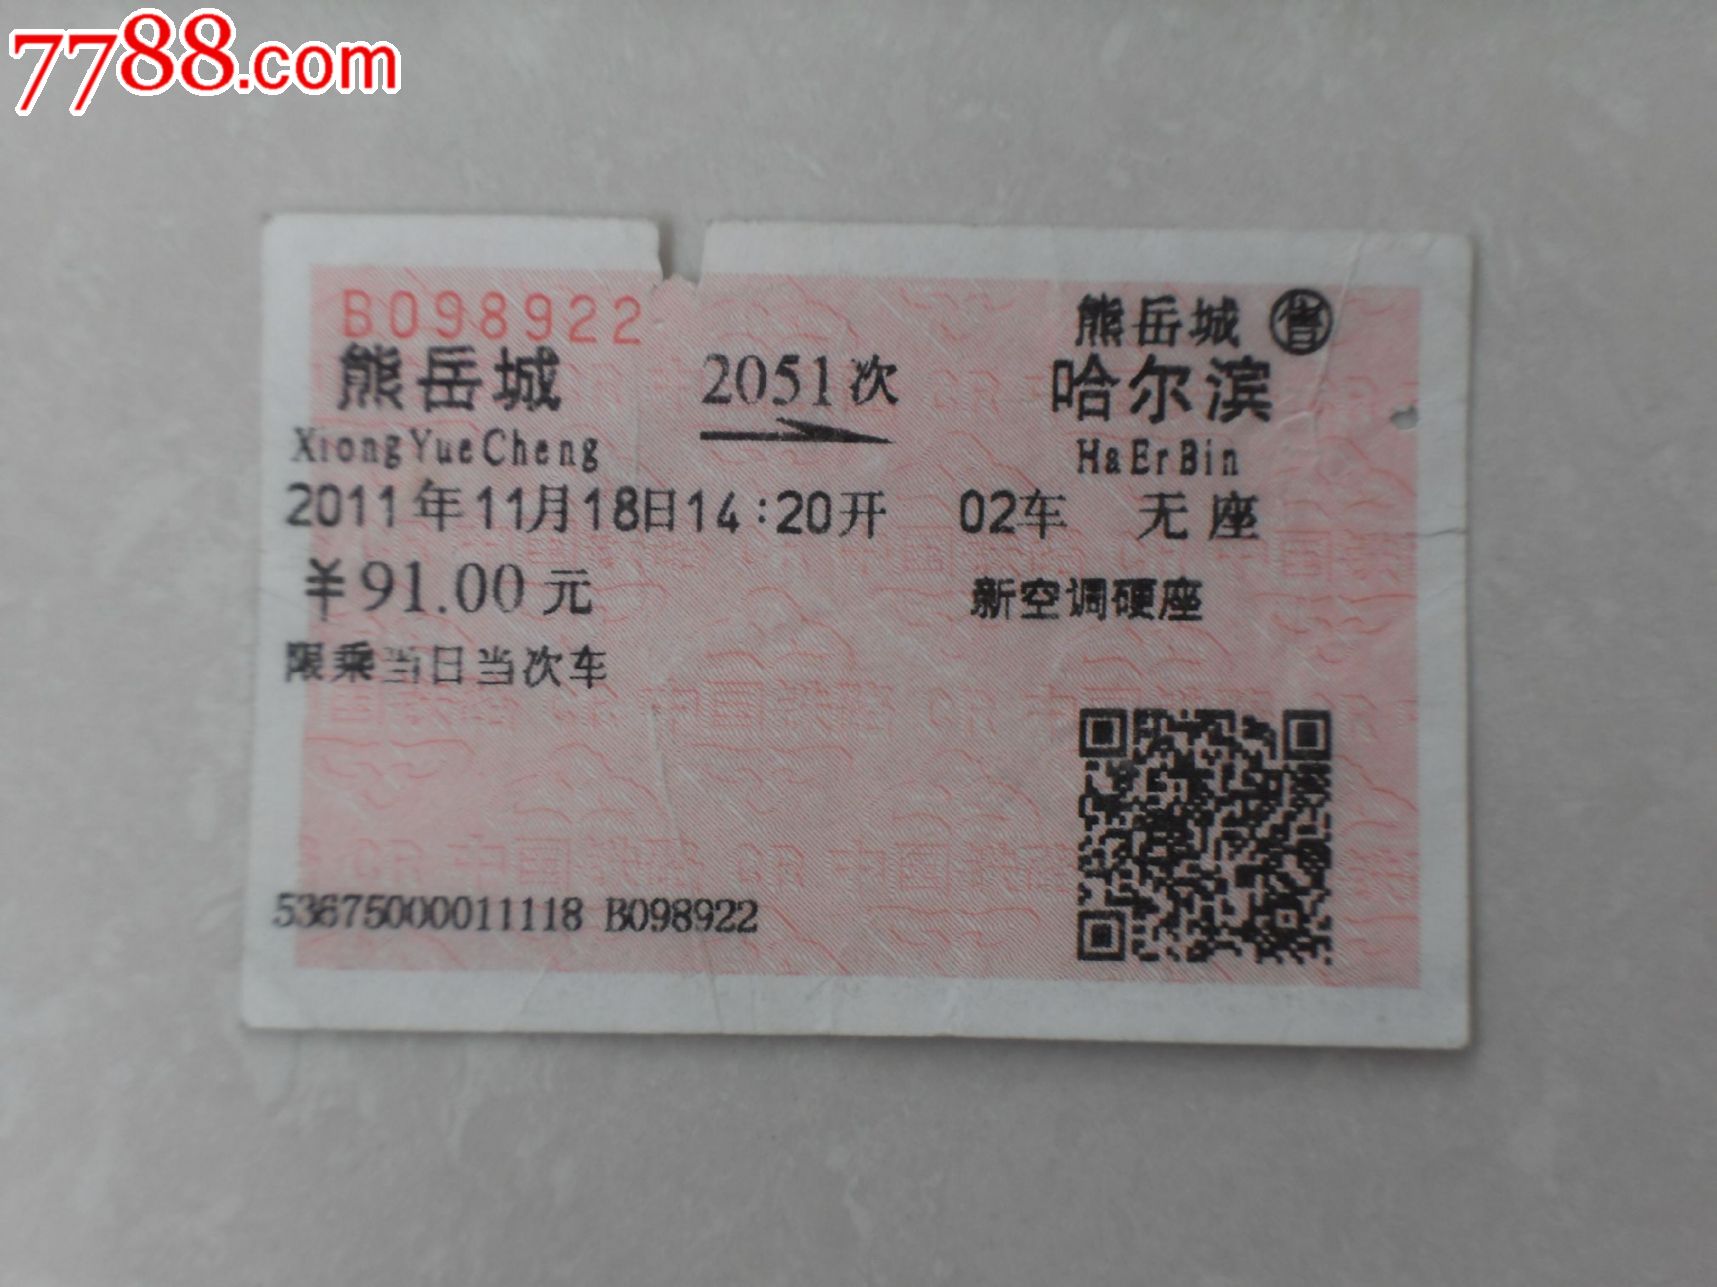 7788.com
B098922
熊岳城 售
熊岳城 2051次 哈尔滨
XiongYueCheng HaErBin
2011年11月18日14:20开 02车 无座
¥91.00元 新空调硬座
限乘当日当次车
53675000011118 B098922